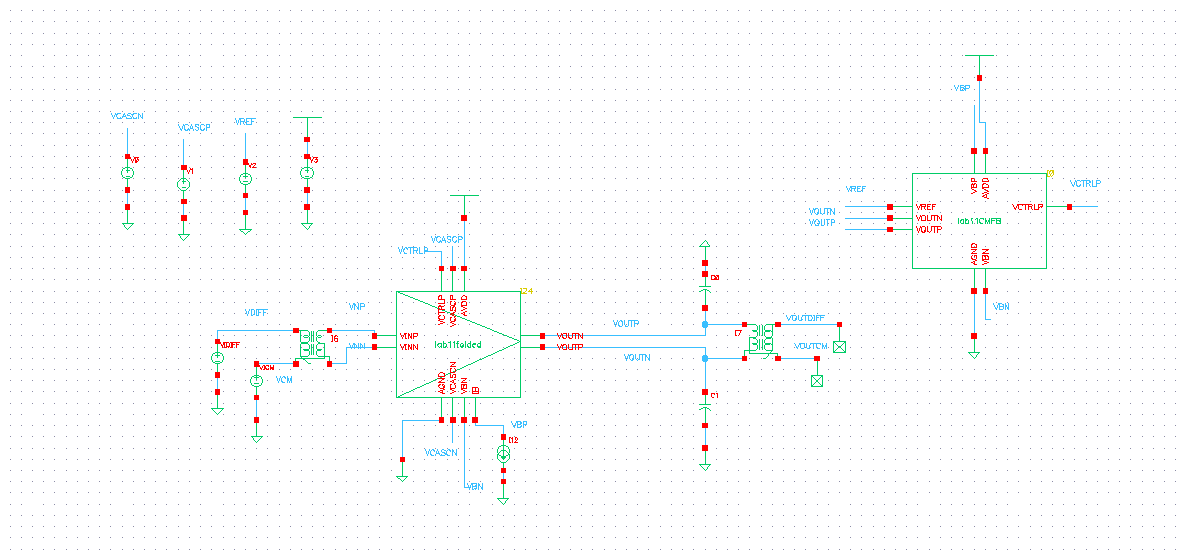 VBP
VCASCN
VCASCP
VREF
V0
V1
V2
V3
VBP
AVDD
VCTRLP
VREF
VOUTN
VOUTP
VREF
VOUTN
VOUTP
lab11CMFB
VCTRLP
AGND
VBN
VBN
VCASCP
VCTRLP
VCTRLP
VCASCP
AVDD
C0
VDIFF
VNP
VNN
VCM
VDIFF
VCM
I6
VINP
VINN
lab11folded
VOUTN
VOUTP
VOUTP
VOUTN
I7
VOUTDIFF
VOUTCM
AGND
VCASCN
VBN
C1
VBP
I12
VCASCN
VBN